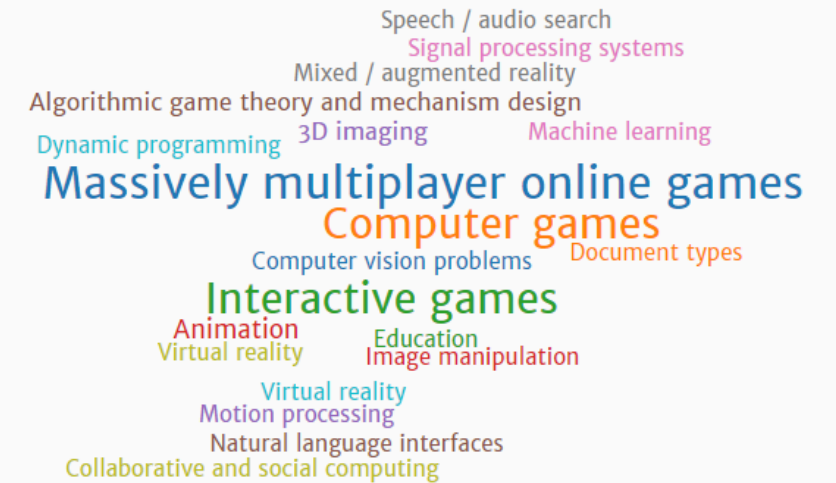 Speech / audio search
Signal processing systems
Mixed / augmented reality
Algorithmic game theory and mechanism design
3D imaging
Machine learning
Dynamic programming
Massively multiplayer online games
Computer games
Document types
Computer vision problems
Interactive games
Animation
Education
Virtual reality
Image manipulation
Virtual reality
Motion processing
Natural language interfaces
Collaborative and social computing